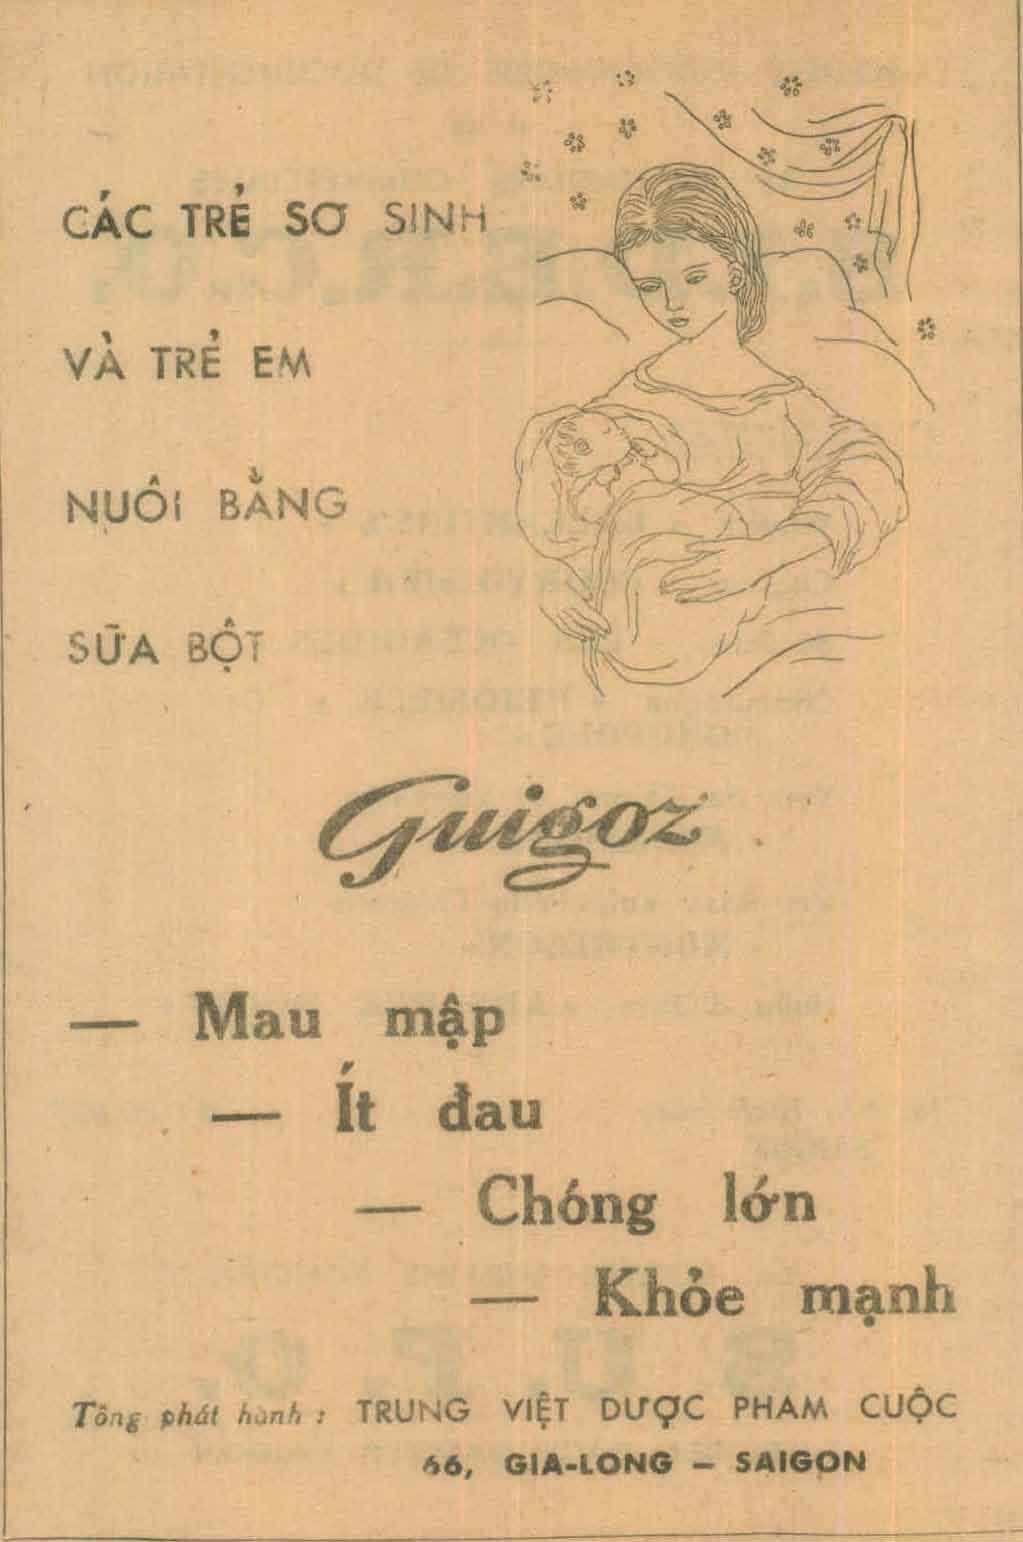 CÁC TRẺ SƠ SINH
VÀ TRẺ EM
NUÔI BẰNG
SỮA BỘT
Guigoz
— Mau mập
— Ít đau
— Chóng lớn
— Khỏe mạnh
Tổng phát hành : TRUNG VIỆT DƯỢC PHAM CUỘC
66, GIA-LONG — SAIGON